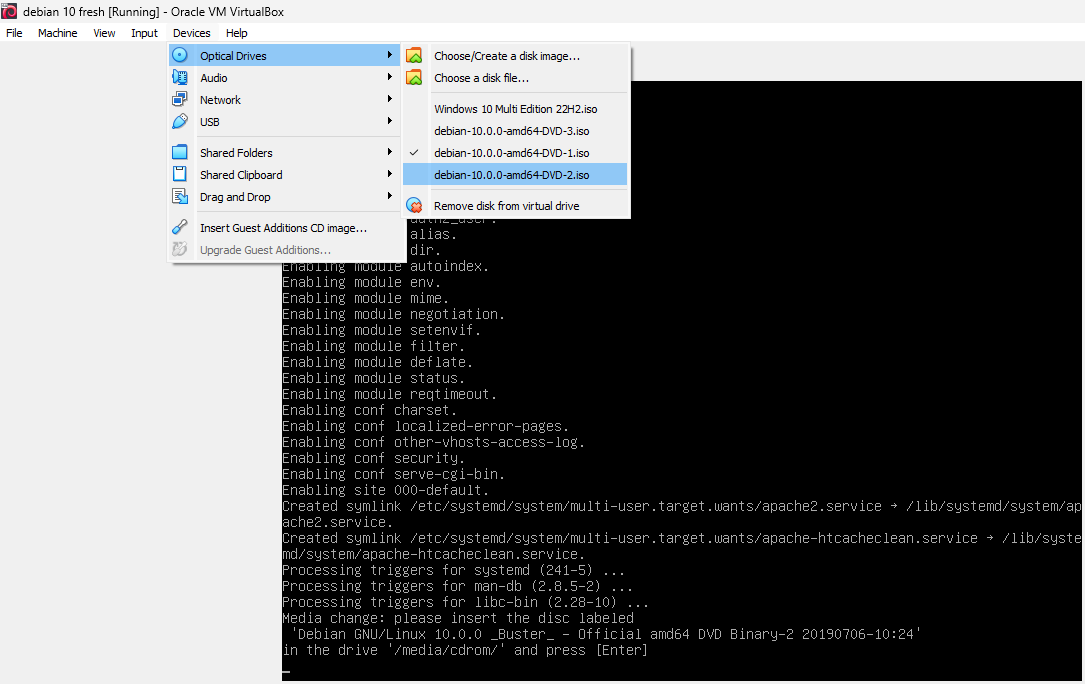 debian 10 fresh [Running] - Oracle VM VirtualBox
File Machine View Input Devices Help
Optical Drives
Audio
Network
USB
Shared Folders
Shared Clipboard
Drag and Drop
Insert Guest Additions CD image...
Upgrade Guest Additions...
Choose/Create a disk image...
Choose a disk file...
Windows 10 Multi Edition 22H2.iso
debian-10.0.0-amd64-DVD-3.iso
debian-10.0.0-amd64-DVD-1.iso
debian-10.0.0-amd64-DVD-2.iso
Remove disk from virtual drive
alias.
dir.
Enabling module autoindex.
Enabling module env.
Enabling module mime.
Enabling module negotiation.
Enabling module setenvif.
Enabling module filter.
Enabling module deflate.
Enabling module status.
Enabling module reqtimeout.
Enabling conf charset.
Enabling conf localized-error-pages.
Enabling conf other-vhosts-access-log.
Enabling conf security.
Enabling conf serve-cgi-bin.
Enabling site 000-default.
Created symlink /etc/systemd/system/multi-user.target.wants/apache2.service → /lib/systemd/system/ap
ache2.service.
Created symlink /etc/systemd/system/multi-user.target.wants/apache-htcacheclean.service → /lib/syste
md/system/apache-htcacheclean.service.
Processing triggers for systemd (241-5) ...
Processing triggers for man-db (2.8.5-2) ...
Processing triggers for libc-bin (2.28-10) ...
Media change: please insert the disc labeled
'Debian GNU/Linux 10.0.0 _Buster_ - Official amd64 DVD Binary-2 20190706-10:24'
in the drive '/media/cdrom/' and press [Enter]